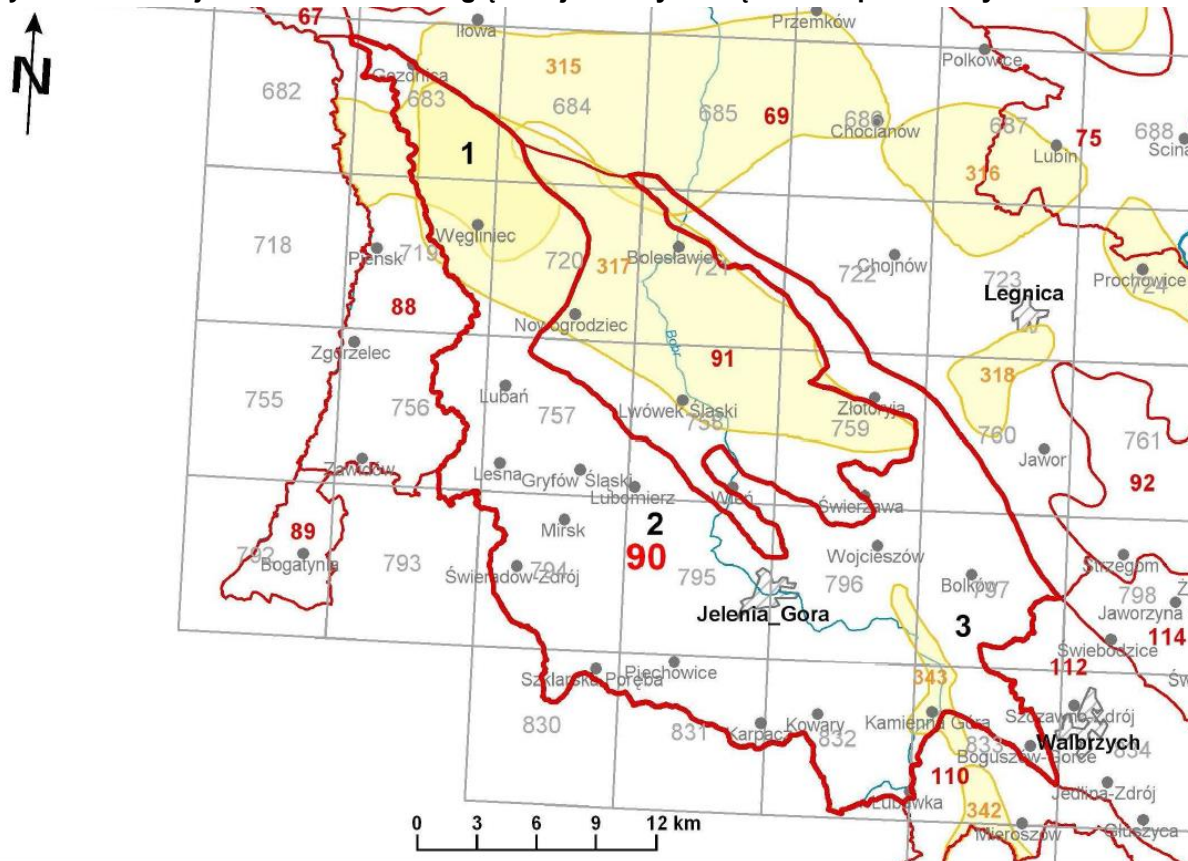 67
Iłowa
Przemków
N
Gozdnica
315
Polkowice
682
683
684
685
69
686
Chocianów
687
75
688
Lubin
1
316
718
Pieńsk
719
Węgliniec
720
317
Bolesławiec
721
722
Chojnów
723
Prochowice
724
Legnica
88
Nowogrodziec
Zgorzelec
Bóbr
91
318
755
756
Lubań
757
Lwówek Śląski
758
Złotoryja
759
760
761
Jawor
Zawidów
Leśna
Gryfów Śląski
Lubomierz
Wleń
Świerzawa
92
89
792
Bogatynia
793
Mirsk
2
90
Świeradów-Zdrój
794
795
Wojcieszów
796
Bolków
797
Strzegom
798
Jaworzyna
Jelenia_Gora
3
114
Świebodzice
112
Szklarska Poręba
Piechowice
343
830
831
Karpacz
Kowary
832
Kamienna Góra
Szczawno-Zdrój
833
Walbrzych
834
Boguszów-Gorce
110
Jedlina-Zdrój
Lubawka
342
Mieroszów
Głuszyca
0 3 6 9 12 km